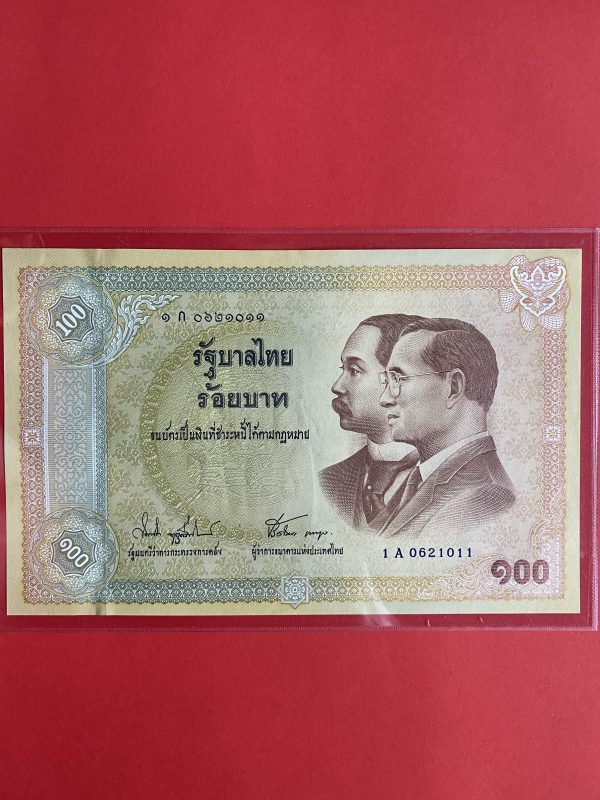 100
๑ ก ๐๖๒๑๐๑๑
รัฐบาลไทย
ร้อยบาท
ธนบัตรเป็นเงินที่ชำระหนี้ได้ตามกฎหมาย
รัฐมนตรีว่าการกระทรวงการคลัง
ผู้ว่าการธนาคารแห่งประเทศไทย
๑๐๐
1 A 0621011
๑๐๐